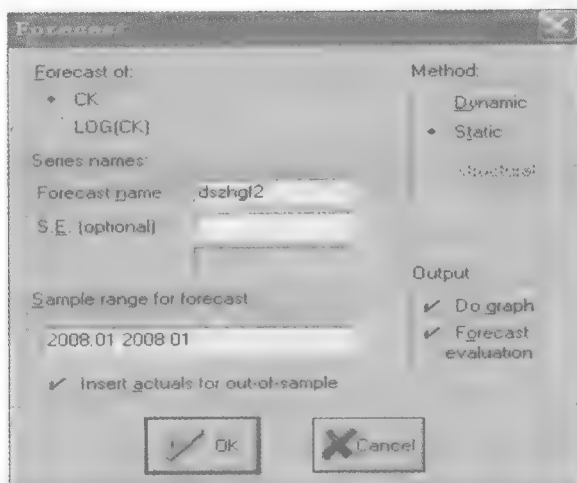 Forecast
Forecast of:
CK
LOG(CK)
Method:
Dynamic
Static
Structural
Series names:
Forecast name dszhgf2
S.E. (optional)
Sample range for forecast
2008:01 2008:01
Insert actuals for out-of-sample
Output
Do graph
Forecast evaluation
OK
Cancel